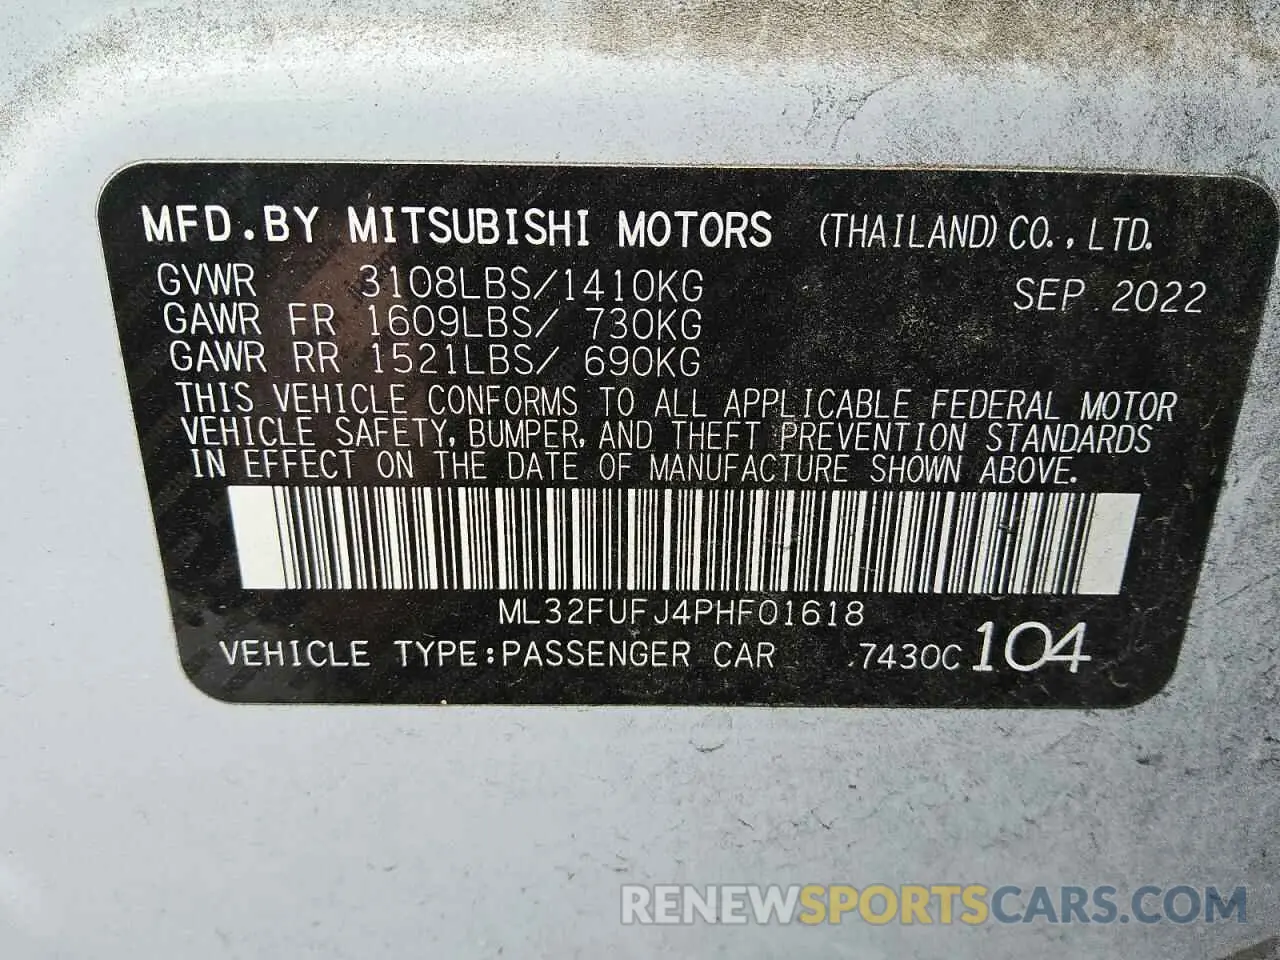 MFD.BY MITSUBISHI MOTORS (THAILAND) CO., LTD.
GVWR 3108LBS/1410KG SEP 2022
GAWR FR 1609LBS/ 730KG
GAWR RR 1521LBS/ 690KG
THIS VEHICLE CONFORMS TO ALL APPLICABLE FEDERAL MOTOR
VEHICLE SAFETY, BUMPER, AND THEFT PREVENTION STANDARDS
IN EFFECT ON THE DATE OF MANUFACTURE SHOWN ABOVE.
ML32FUFJ4PHF01618
VEHICLE TYPE:PASSENGER CAR 7430C 104
RENEWSPORTSCARS.COM